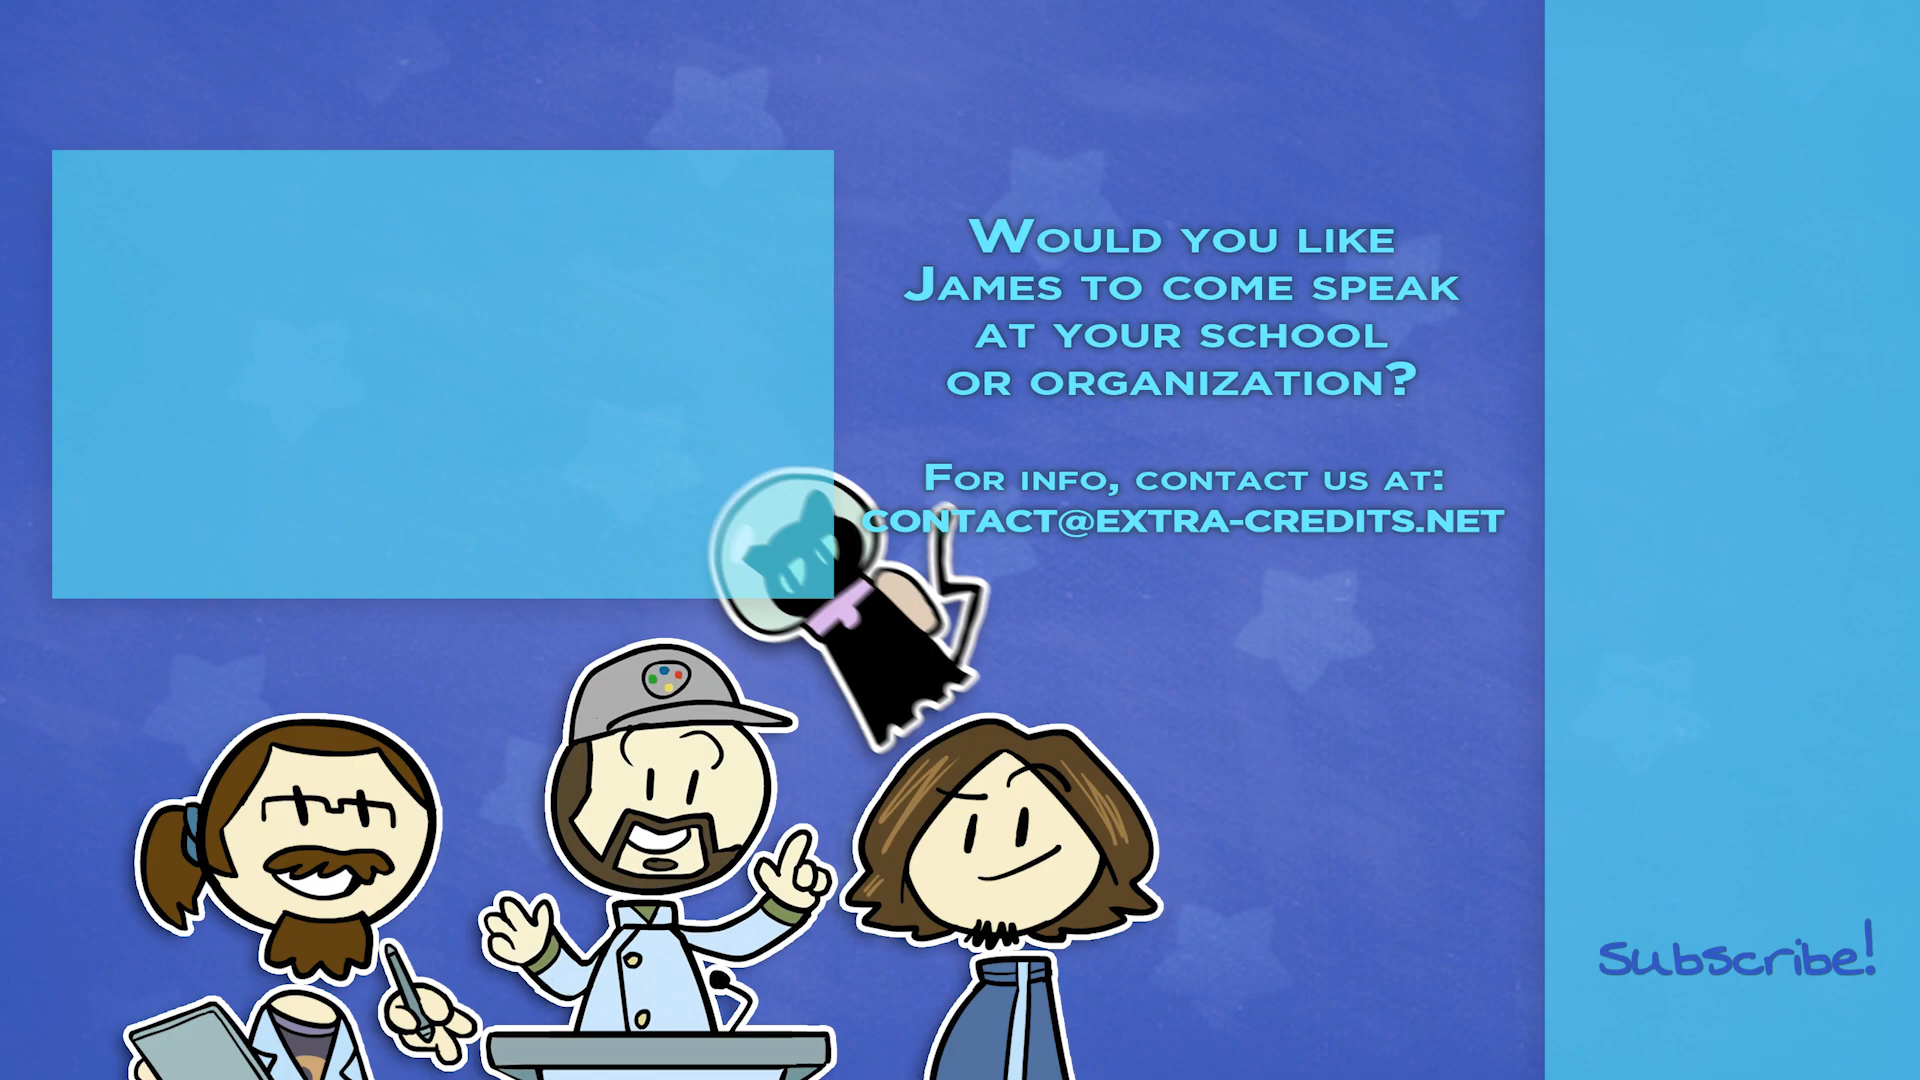 Would you like
James to come speak
at your school
or organization?
For info, contact us at:
contact@extra-credits.net
Subscribe!